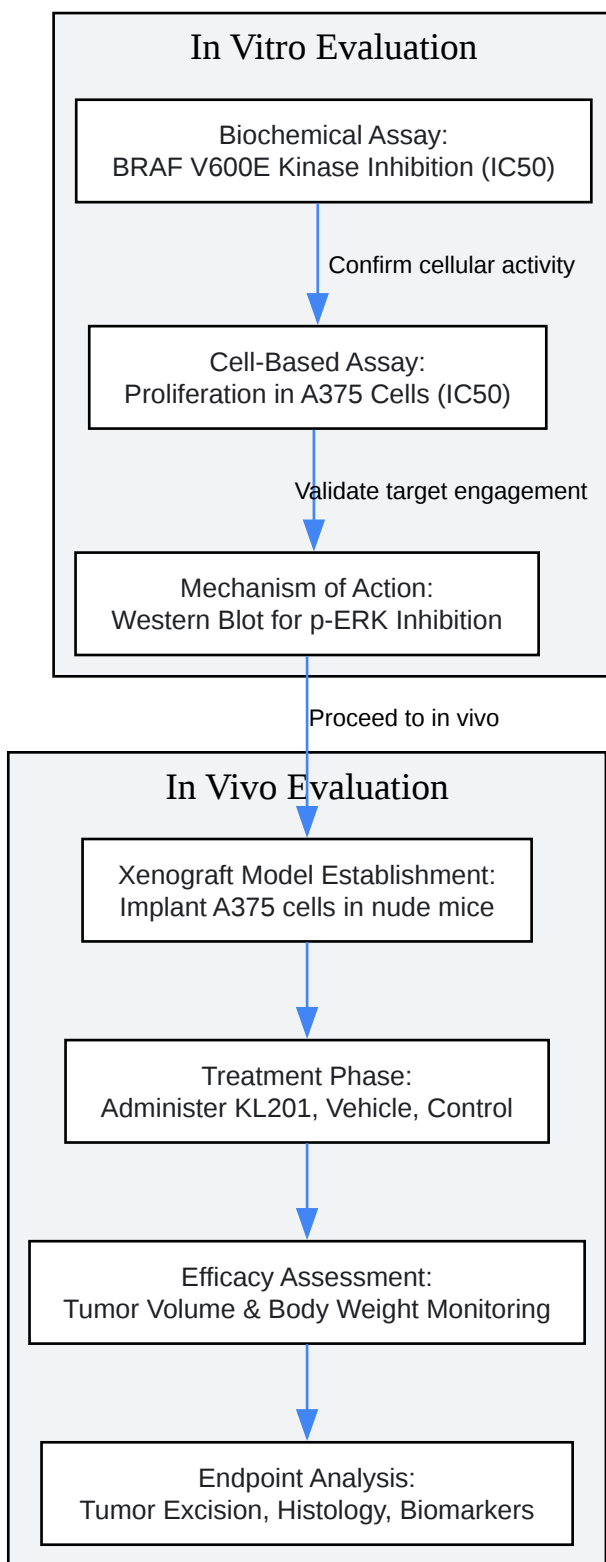 In Vitro Evaluation
Biochemical Assay:
BRAF V600E Kinase Inhibition (IC50)
Confirm cellular activity
Cell-Based Assay:
Proliferation in A375 Cells (IC50)
Validate target engagement
Mechanism of Action:
Western Blot for p-ERK Inhibition
Proceed to in vivo
In Vivo Evaluation
Xenograft Model Establishment:
Implant A375 cells in nude mice
Treatment Phase:
Administer KL201, Vehicle, Control
Efficacy Assessment:
Tumor Volume & Body Weight Monitoring
Endpoint Analysis:
Tumor Excision, Histology, Biomarkers